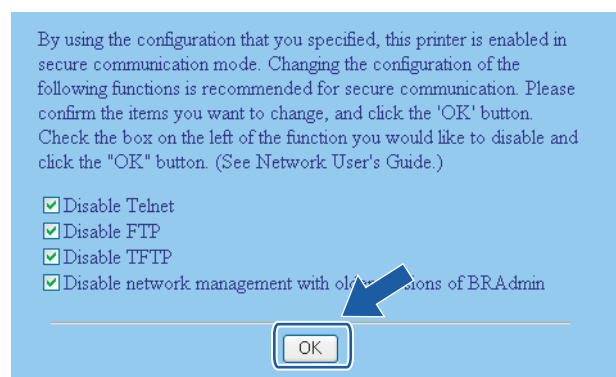 By using the configuration that you specified, this printer is enabled in
secure communication mode. Changing the configuration of the
following functions is recommended for secure communication. Please
confirm the items you want to change, and click the 'OK' button.
Check the box on the left of the function you would like to disable and
click the "OK" button. (See Network User's Guide.)
Disable Telnet
Disable FTP
Disable TFTP
Disable network management with of BRAdmin
OK